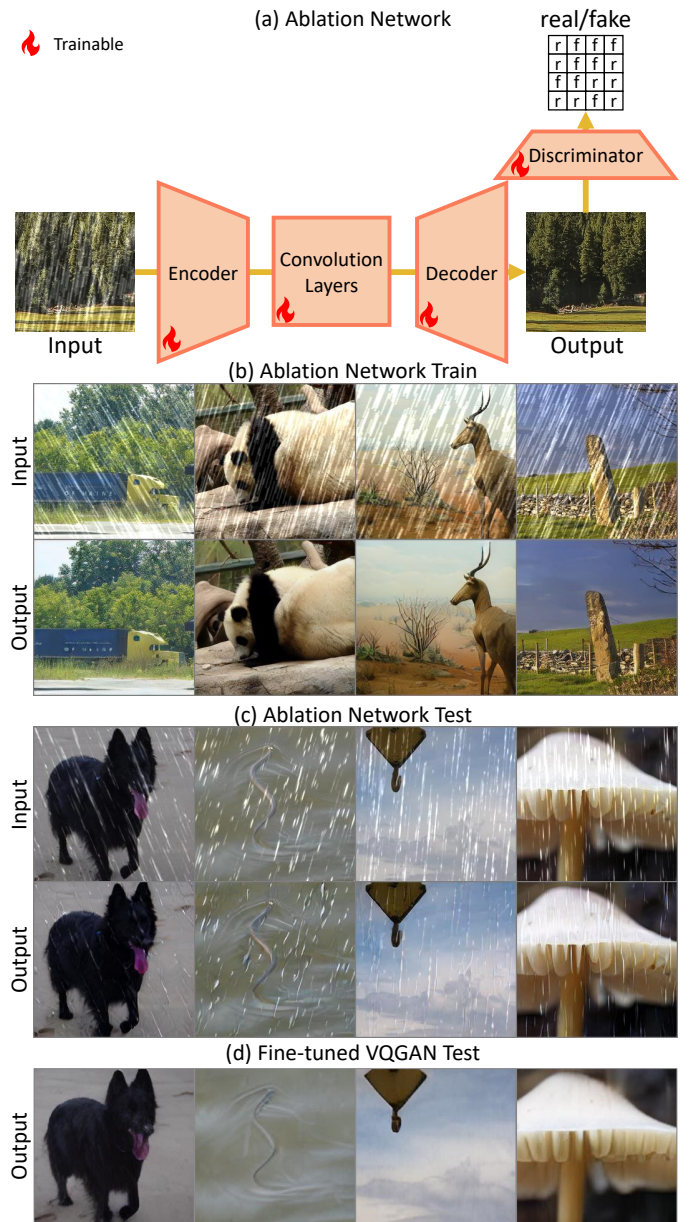 (a) Ablation Network
real/fake
Trainable
r f f f
r f f r
f f r r
r r f r
Discriminator
Encoder
Convolution
Layers
Decoder
Input
Output
(b) Ablation Network Train
Input
Output
(c) Ablation Network Test
Input
Output
(d) Fine-tuned VQGAN Test
Output